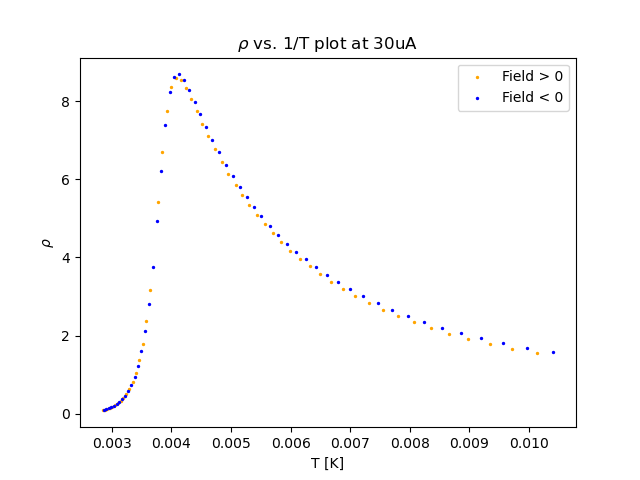 ρ vs. 1/T plot at 30uA
Field > 0
Field < 0
8
6
4
2
0
ρ
0.003 0.004 0.005 0.006 0.007 0.008 0.009 0.010
T [K]